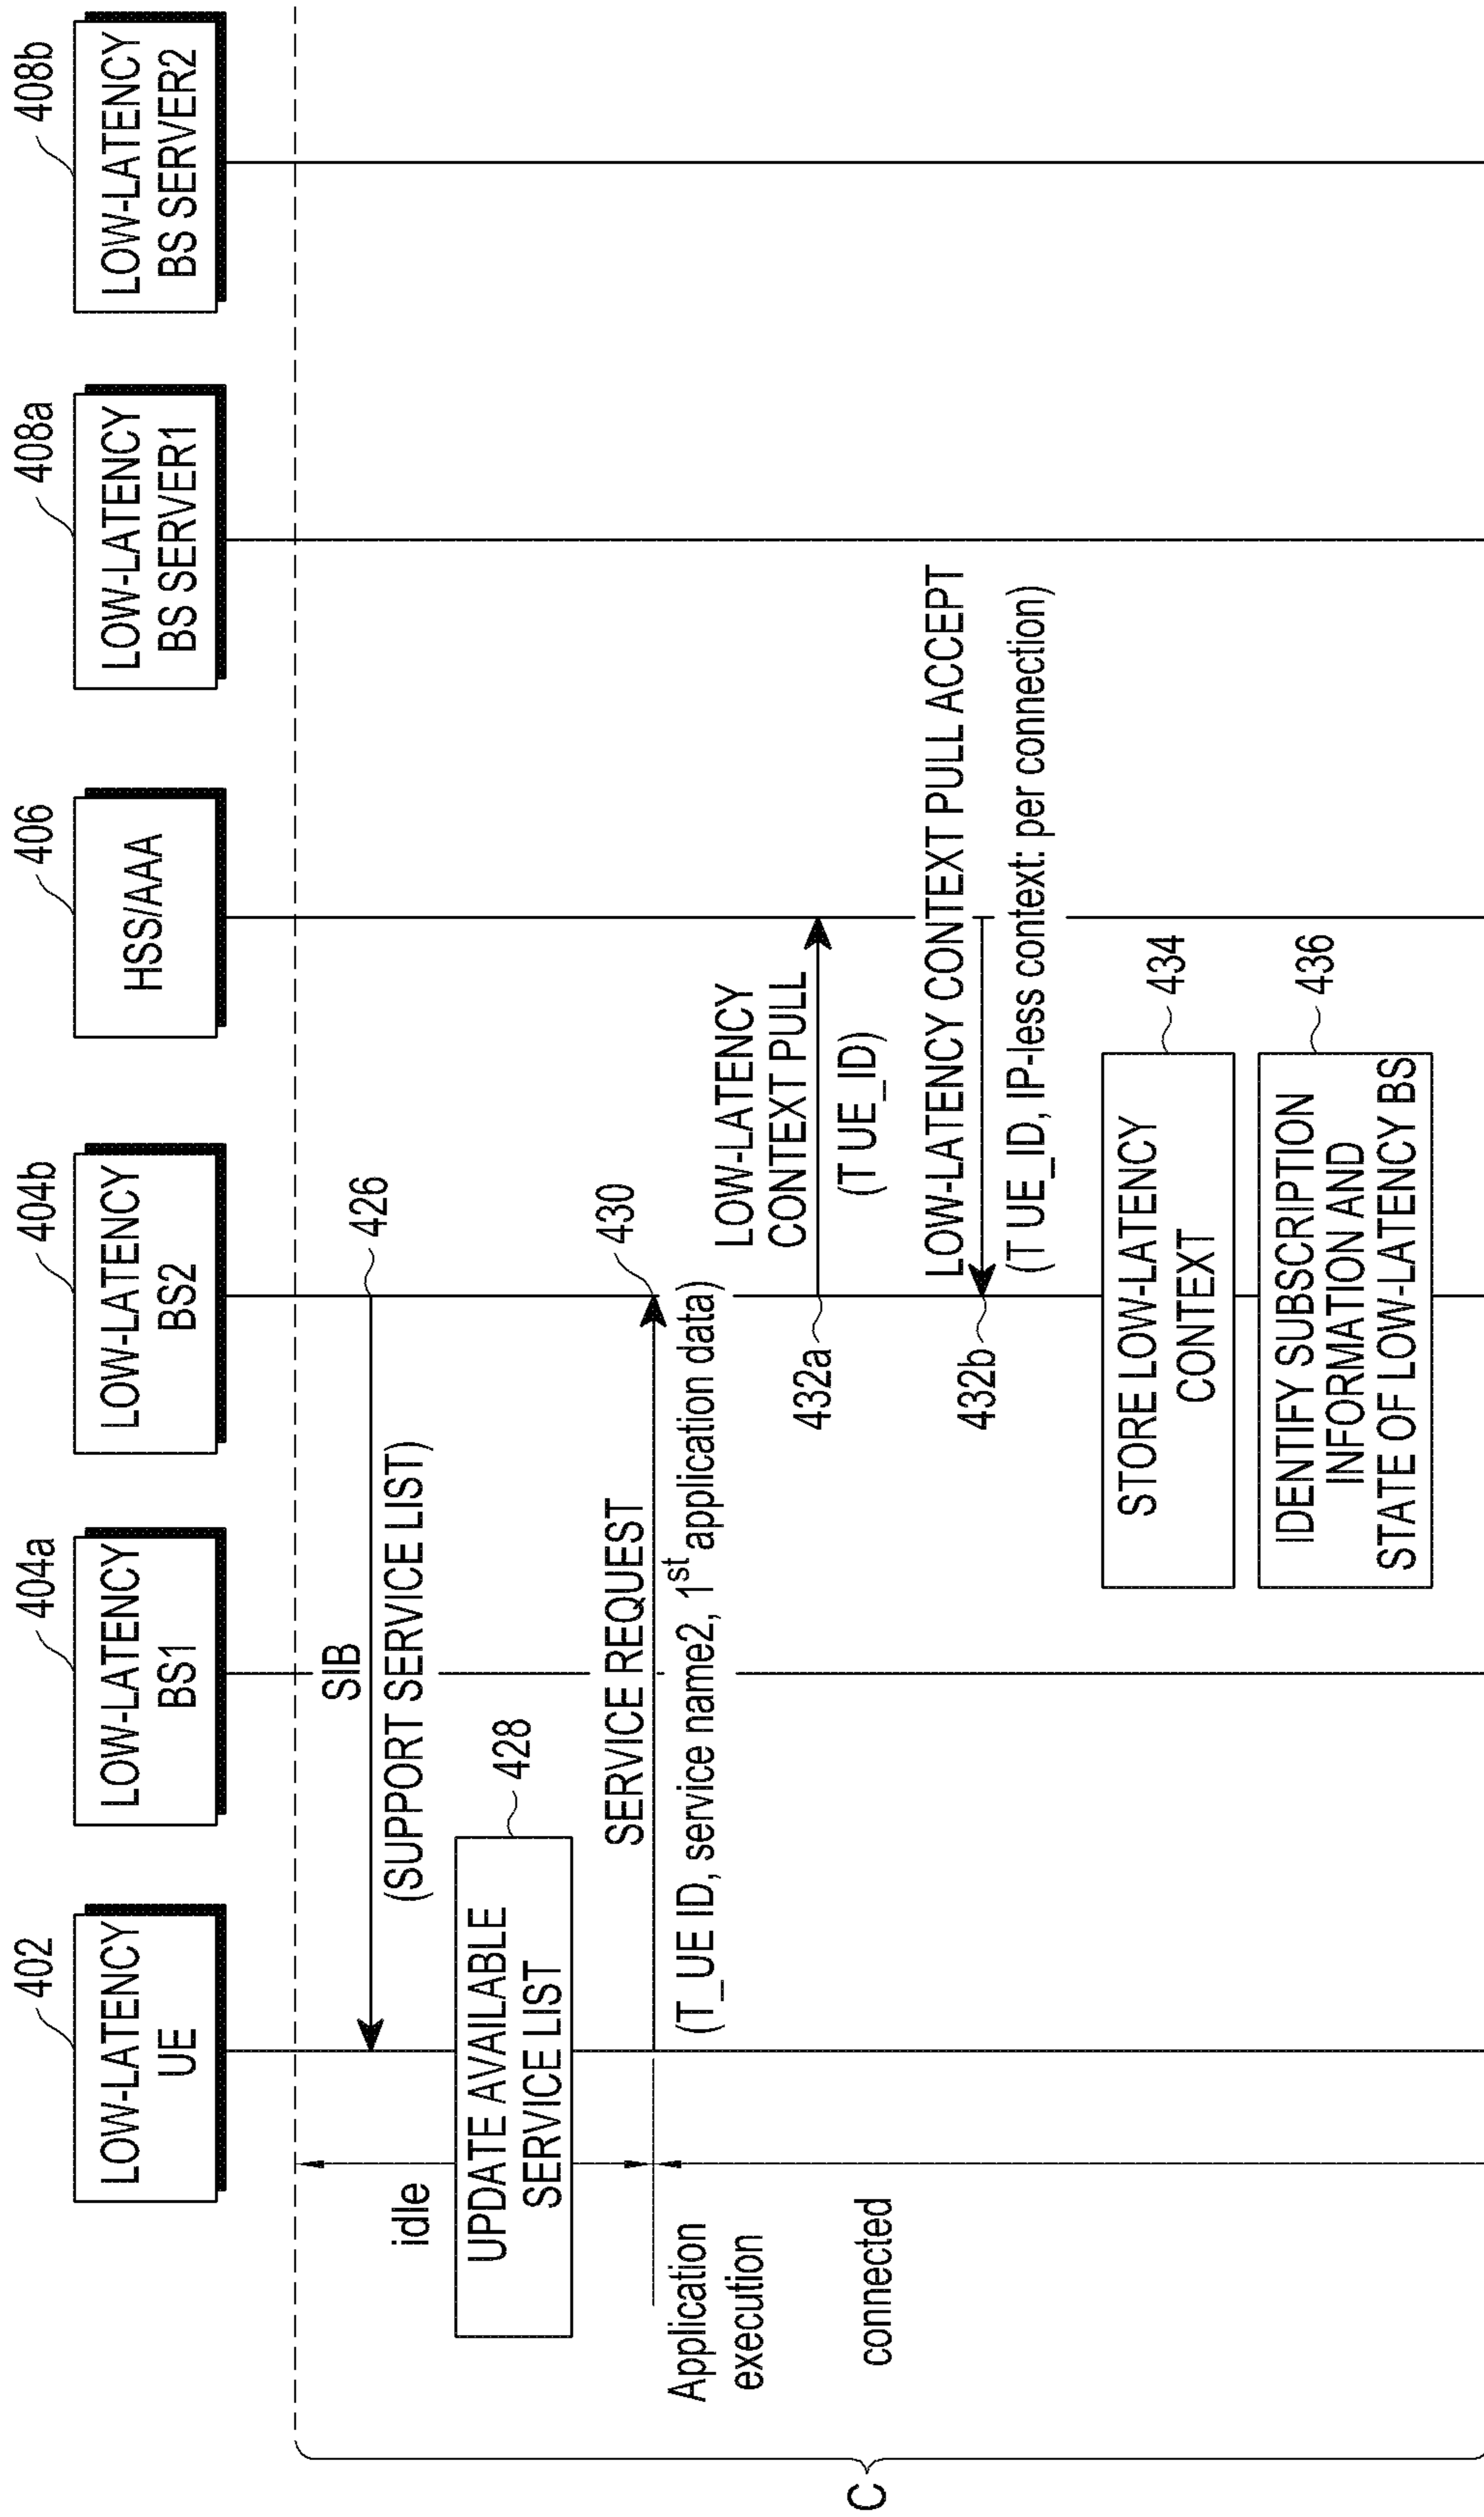 402
LOW-LATENCY
UE
404a
LOW-LATENCY
BS1
404b
LOW-LATENCY
BS2
406
HSS/AAA
408a
LOW-LATENCY
BS SERVER1
408b
LOW-LATENCY
BS SERVER2
SIB
(SUPPORT SERVICE LIST)
426
idle
UPDATE AVAILABLE
SERVICE LIST
428
SERVICE REQUEST
430
(T_UE ID, service name2, 1st application data)
Application
execution
connected
LOW-LATENCY
CONTEXT PULL
(T UE_ID)
432a
LOW-LATENCY CONTEXT PULL ACCEPT
(T UE_ID, IP-less context: per connection)
432b
STORE LOW-LATENCY
CONTEXT
434
IDENTIFY SUBSCRIPTION
INFORMATION AND
STATE OF LOW-LATENCY BS
436
C